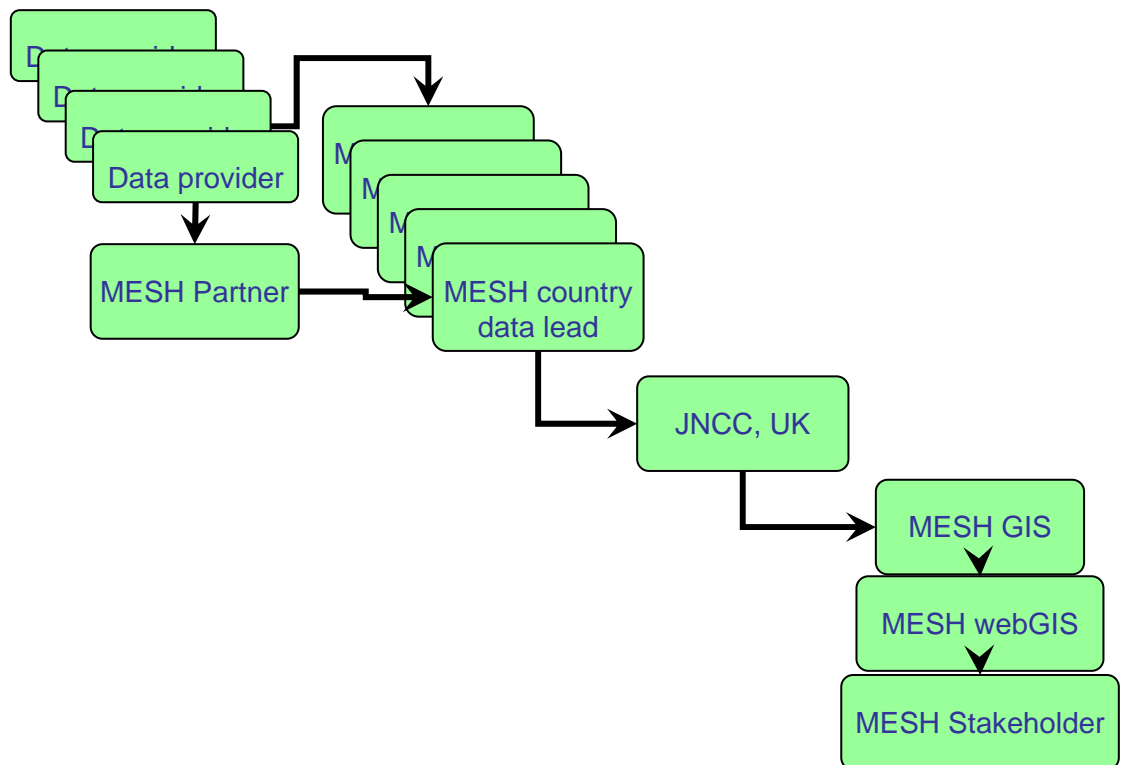 Data provider
MESH Partner
MESH country
data lead
JNCC, UK
MESH GIS
MESH webGIS
MESH Stakeholder